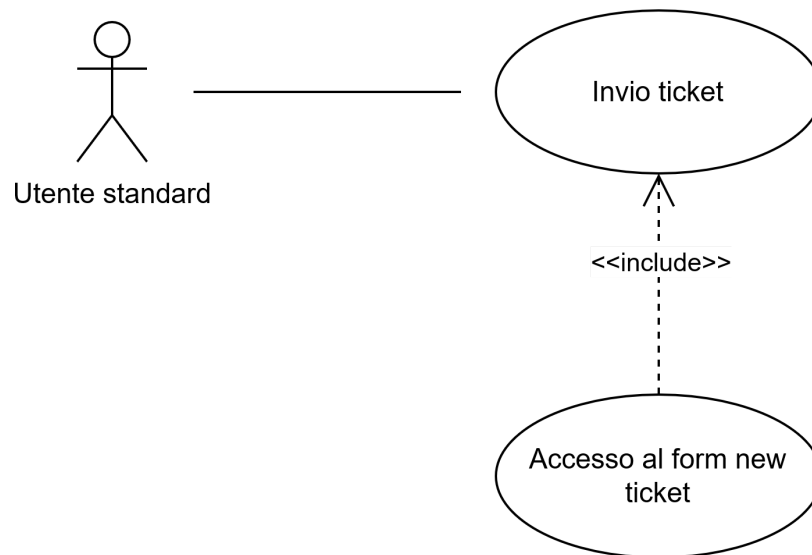 Invio ticket
Utente standard
<<include>>
Accesso al form new
ticket